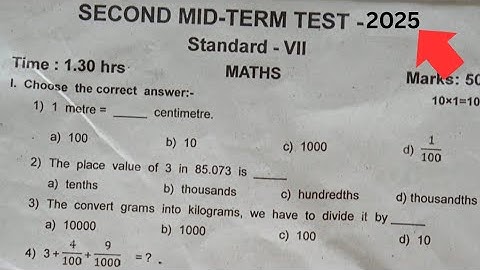 SECOND MID-TERM TEST -2025
Standard - VII
Time : 1.30 hrs
MATHS
Marks: 50
I. Choose the correct answer:-
10×1=10
1) 1 metre = _____ centimetre.
a) 100 b) 10 c) 1000 d) 1/100
2) The place value of 3 in 85.073 is _____
a) tenths b) thousands c) hundredths d) thousandths
3) The convert grams into kilograms, we have to divide it by_____
a) 10000 b) 1000 c) 100 d) 10
4) 3+4/100+9/1000 =? .